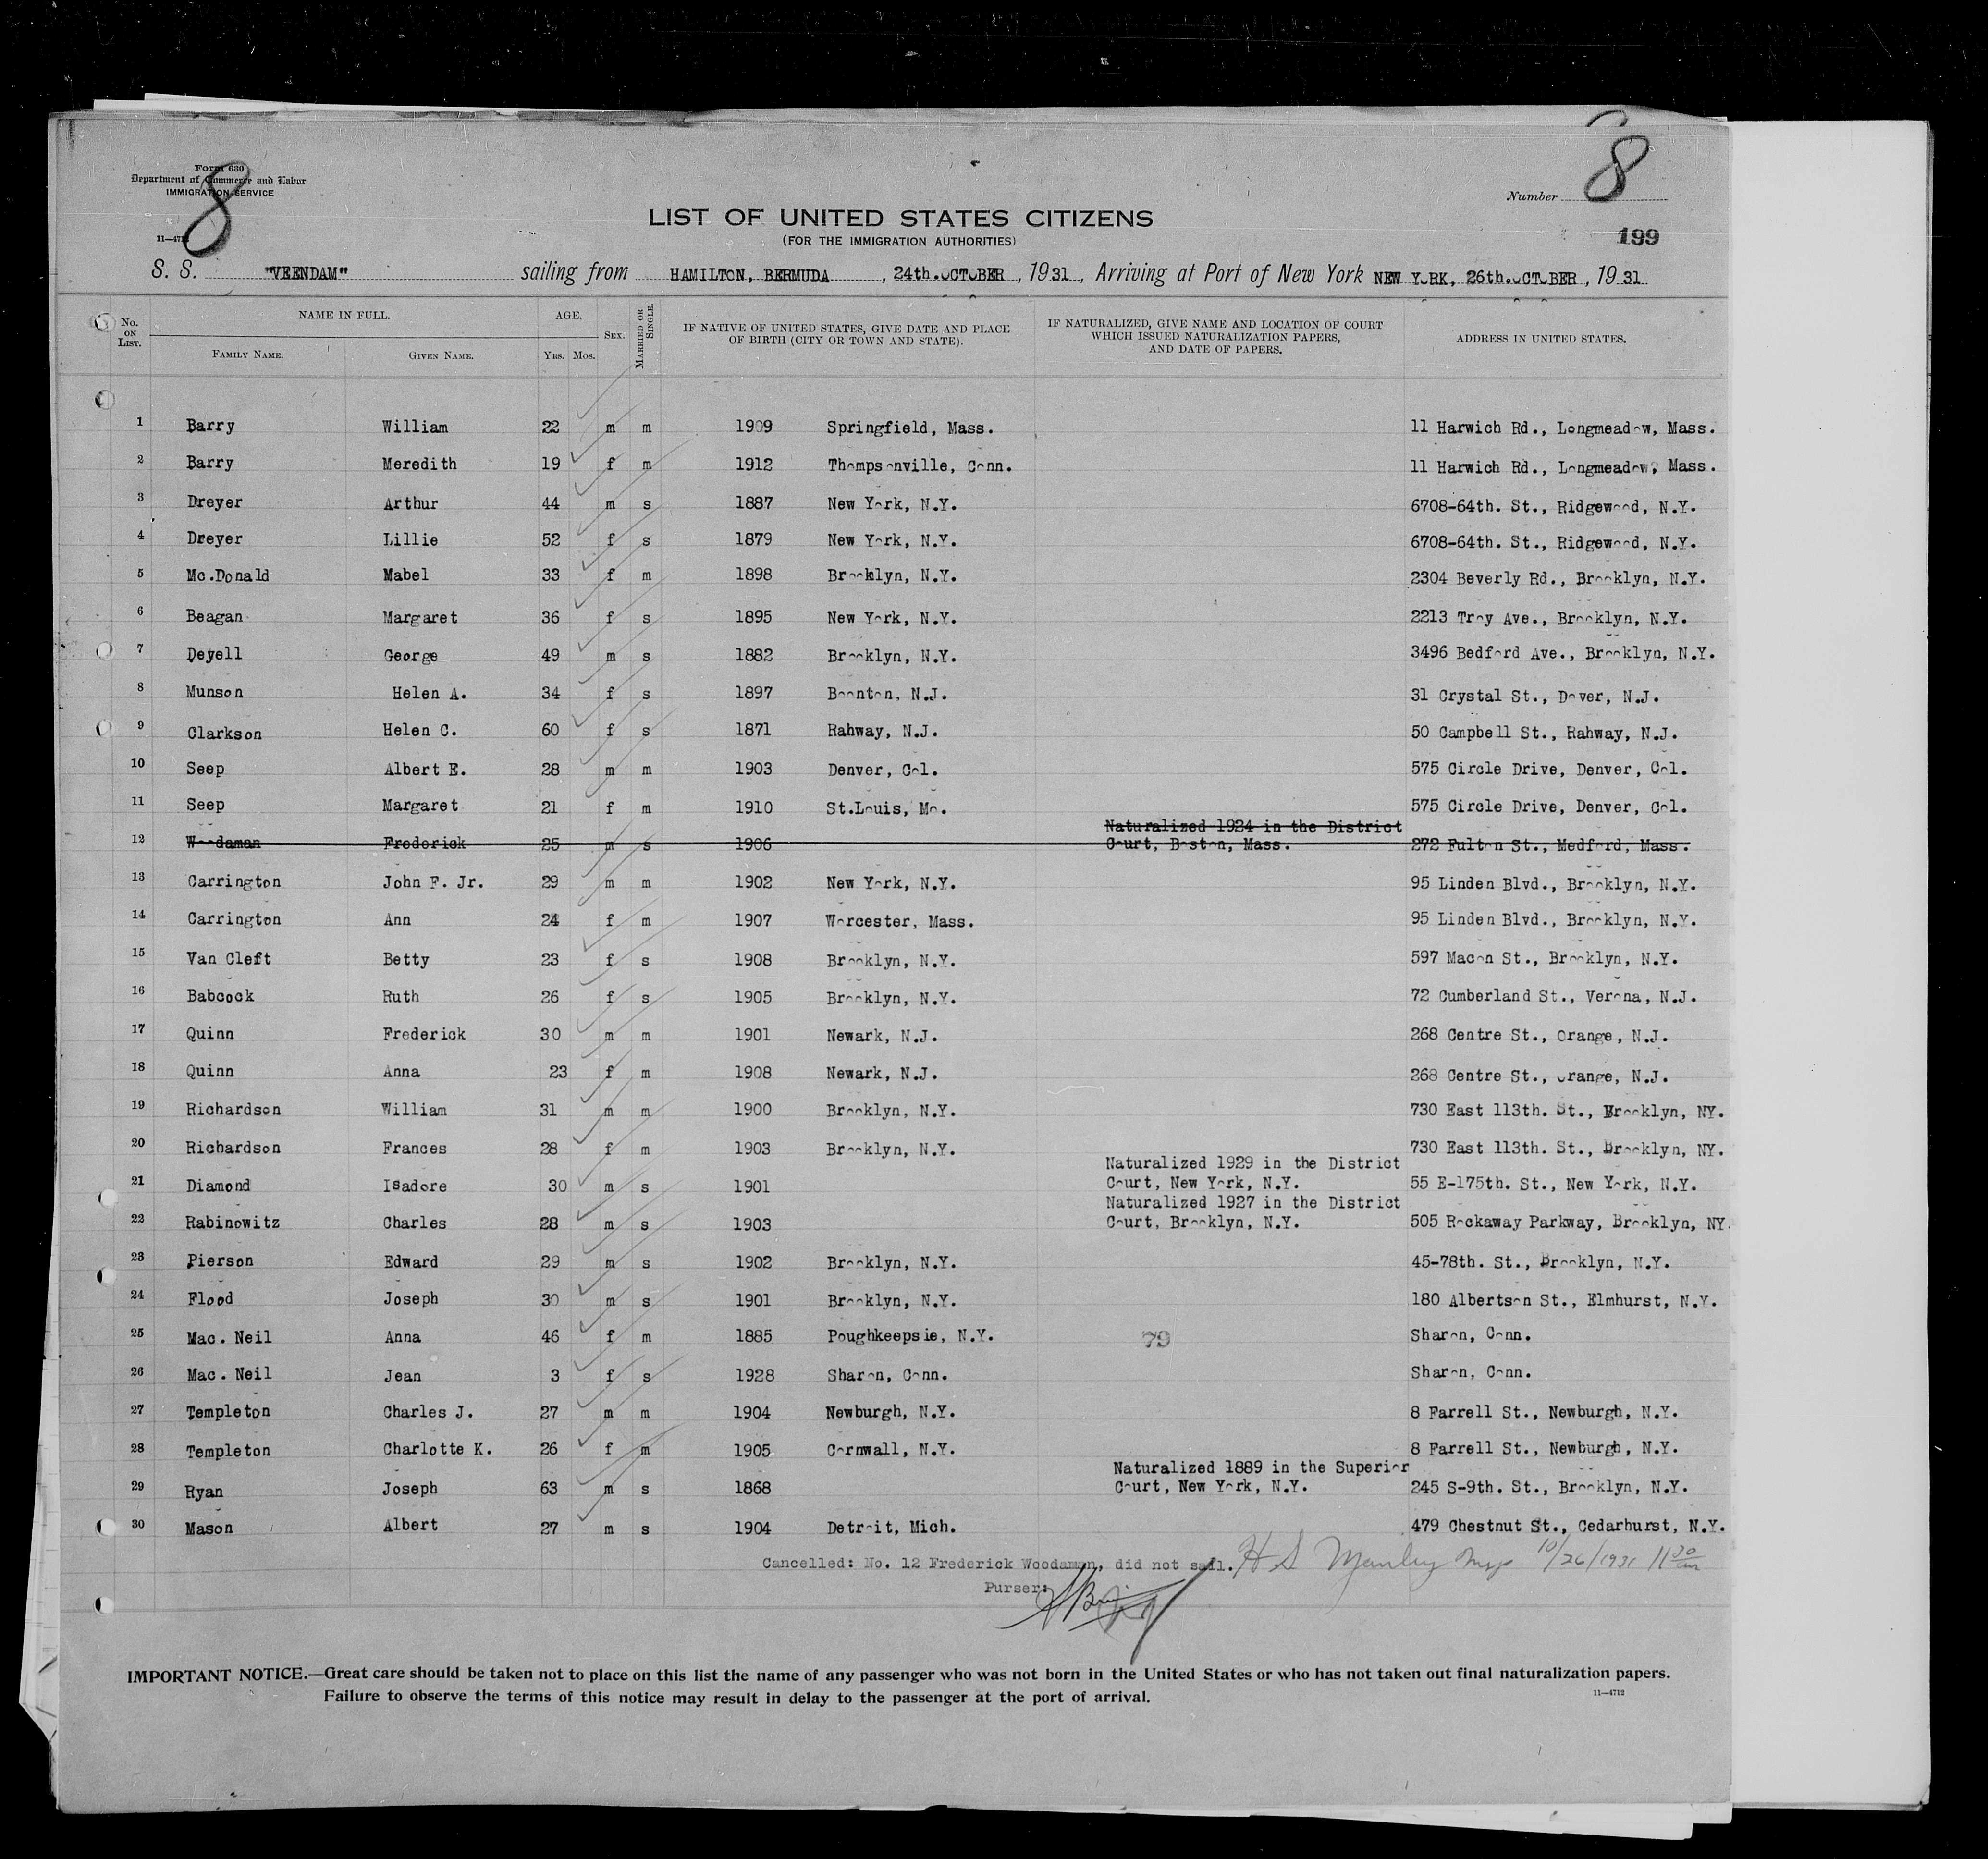 Form 630
Department of Commerce and Labor
IMMIGRATION SERVICE
8
11—4712
Number 8
LIST OF UNITED STATES CITIZENS
(FOR THE IMMIGRATION AUTHORITIES)
199
S. S. "VEENDAM" sailing from HAMILTON, BERMUDA, 24th.OCTOBER, 1931, Arriving at Port of New York NEW YORK, 26th.OCTOBER, 1931
No. ON LIST. NAME IN FULL. AGE. SEX. MARRIED OR SINGLE. IF NATIVE OF UNITED STATES, GIVE DATE AND PLACE OF BIRTH (CITY OR TOWN AND STATE). IF NATURALIZED, GIVE NAME AND LOCATION OF COURT WHICH ISSUED NATURALIZATION PAPERS, AND DATE OF PAPERS. ADDRESS IN UNITED STATES.
FAMILY NAME. GIVEN NAME. YRS. MOS.
1 Barry William 22 m m 1909 Springfield, Mass. 11 Harwich Rd., Longmeadow, Mass.
2 Barry Meredith 19 f m 1912 Thompsonville, Conn. 11 Harwich Rd., Longmeadow, Mass.
3 Dreyer Arthur 44 m s 1887 New York, N.Y. 6708-64th. St., Ridgewood, N.Y.
4 Dreyer Lillie 52 f s 1879 New York, N.Y. 6708-64th. St., Ridgewood, N.Y.
5 Mc.Donald Mabel 33 f m 1898 Brooklyn, N.Y. 2304 Beverly Rd., Brooklyn, N.Y.
6 Beagan Margaret 36 f s 1895 New York, N.Y. 2213 Troy Ave., Brooklyn, N.Y.
7 Deyell George 49 m s 1882 Brooklyn, N.Y. 3496 Bedford Ave., Brooklyn, N.Y.
8 Munson Helen A. 34 f s 1897 Boonton, N.J. 31 Crystal St., Dover, N.J.
9 Clarkson Helen C. 60 f s 1871 Rahway, N.J. 50 Campbell St., Rahway, N.J.
10 Seep Albert E. 28 m m 1903 Denver, Col. 575 Circle Drive, Denver, Col.
11 Seep Margaret 21 f m 1910 St.Louis, Mo. 575 Circle Drive, Denver, Col.
Naturalized 1924 in the District
12 Woodaman Frederick 25 m s 1906 Court, Boston, Mass. 272 Fulton St., Medford, Mass.
13 Carrington John F. Jr. 29 m m 1902 New York, N.Y. 95 Linden Blvd., Brooklyn, N.Y.
14 Carrington Ann 24 f m 1907 Worcester, Mass. 95 Linden Blvd., Brooklyn, N.Y.
15 Van Cleft Betty 23 f s 1908 Brooklyn, N.Y. 597 Macon St., Brooklyn, N.Y.
16 Babcock Ruth 26 f s 1905 Brooklyn, N.Y. 72 Cumberland St., Verona, N.J.
17 Quinn Frederick 30 m m 1901 Newark, N.J. 268 Centre St., Orange, N.J.
18 Quinn Anna 23 f m 1908 Newark, N.J. 268 Centre St., Orange, N.J.
19 Richardson William 31 m m 1900 Brooklyn, N.Y. 730 East 113th. St., Brooklyn, NY.
20 Richardson Frances 28 f m 1903 Brooklyn, N.Y. 730 East 113th. St., Brooklyn, NY.
Naturalized 1929 in the District
21 Diamond Isadore 30 m s 1901 Court, New York, N.Y. 55 E-175th. St., New York, N.Y.
Naturalized 1927 in the District
22 Rabinowitz Charles 28 m s 1903 Court, Brooklyn, N.Y. 505 Rockaway Parkway, Brooklyn, NY.
23 Pierson Edward 29 m s 1902 Brooklyn, N.Y. 45-78th. St., Brooklyn, N.Y.
24 Flood Joseph 30 m s 1901 Brooklyn, N.Y. 180 Albertson St., Elmhurst, N.Y.
25 Mac. Neil Anna 46 f m 1885 Poughkeepsie, N.Y. 79 Sharon, Conn.
26 Mac. Neil Jean 3 f s 1928 Sharon, Conn. Sharon, Conn.
27 Templeton Charles J. 27 m m 1904 Newburgh, N.Y. 8 Farrell St., Newburgh, N.Y.
28 Templeton Charlotte K. 26 f m 1905 Cornwall, N.Y. 8 Farrell St., Newburgh, N.Y.
Naturalized 1889 in the Superior
29 Ryan Joseph 63 m s 1868 Court, New York, N.Y. 245 S-9th. St., Brooklyn, N.Y.
30 Mason Albert 27 m s 1904 Detroit, Mich. 479 Chestnut St., Cedarhurst, N.Y.
Cancelled: No. 12 Frederick Woodaman, did not sail. H S 10/26/1931 11 30 am
Purser:
IMPORTANT NOTICE.—Great care should be taken not to place on this list the name of any passenger who was not born in the United States or who has not taken out final naturalization papers.
Failure to observe the terms of this notice may result in delay to the passenger at the port of arrival.
11—4712